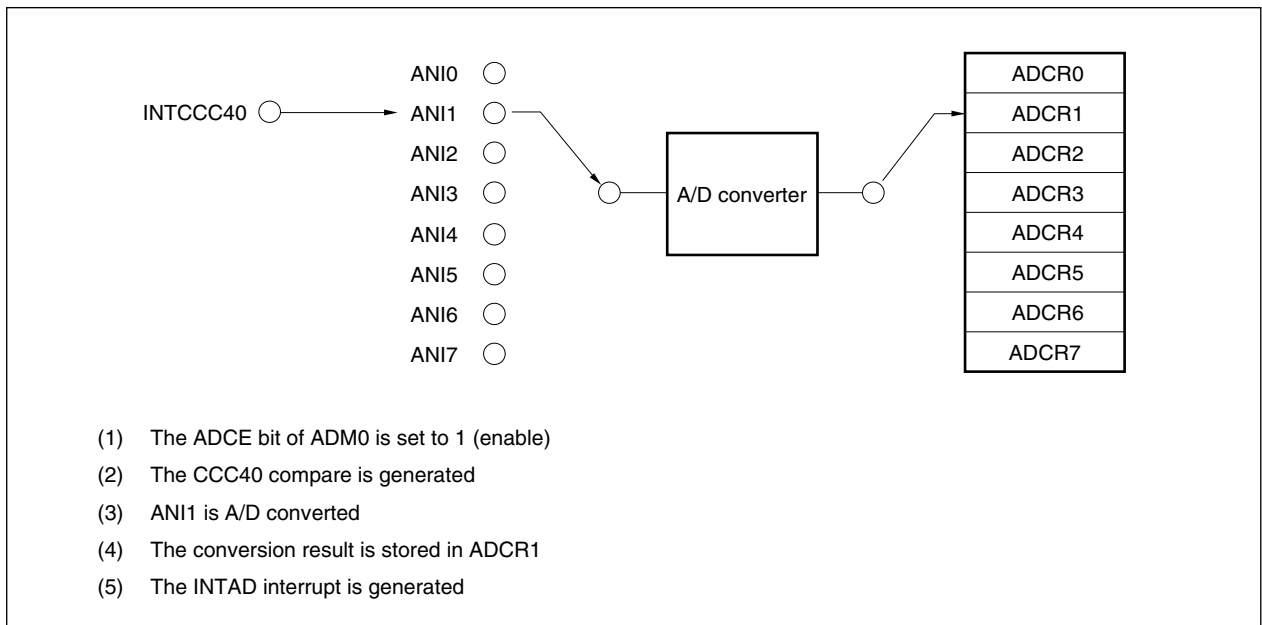 ANI0
INTCCC40
ANI1
ANI2
ANI3
ANI4
ANI5
ANI6
ANI7
A/D converter
ADCR0
ADCR1
ADCR2
ADCR3
ADCR4
ADCR5
ADCR6
ADCR7
(1) The ADCE bit of ADM0 is set to 1 (enable)
(2) The CCC40 compare is generated
(3) ANI1 is A/D converted
(4) The conversion result is stored in ADCR1
(5) The INTAD interrupt is generated